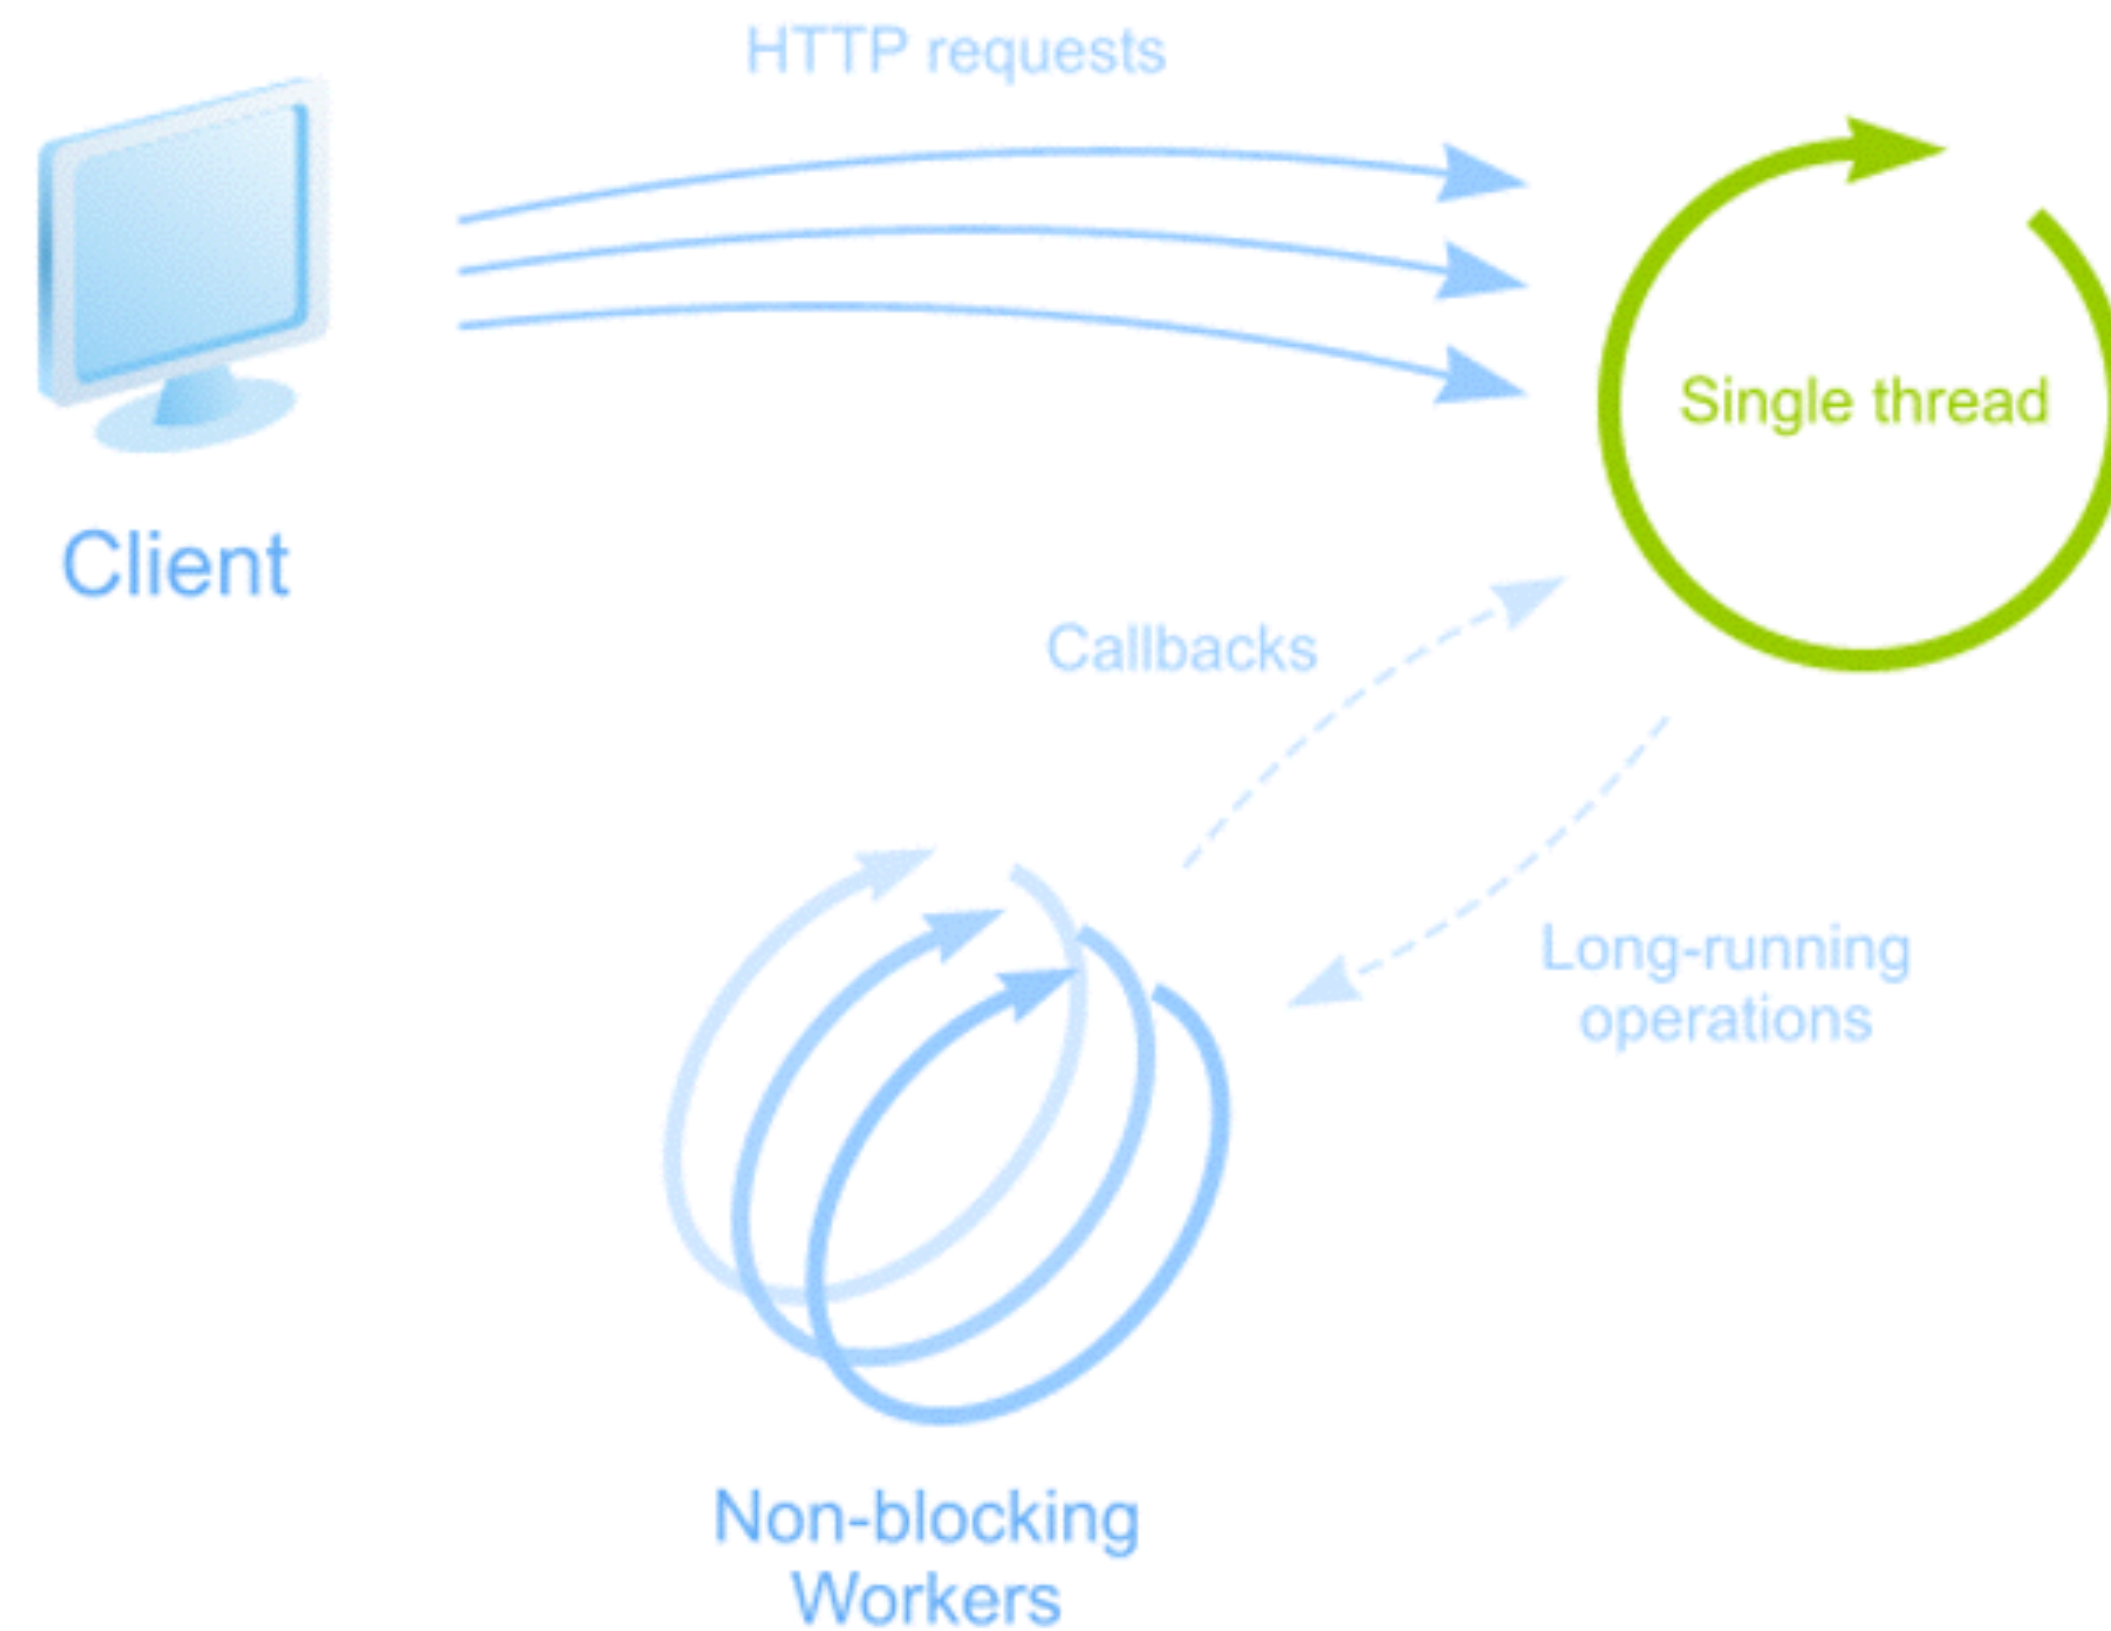 HTTP requests
Single thread
Client
Callbacks
Long-running
operations
Non-blocking
Workers